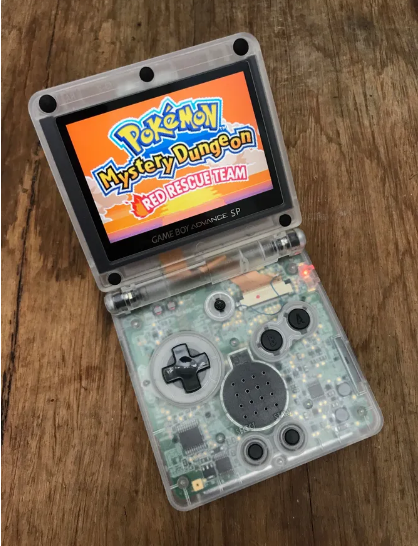 POKéMON
Mystery Dungeon
RED RESCUE TEAM
GAME BOY ADVANCE SP
B A